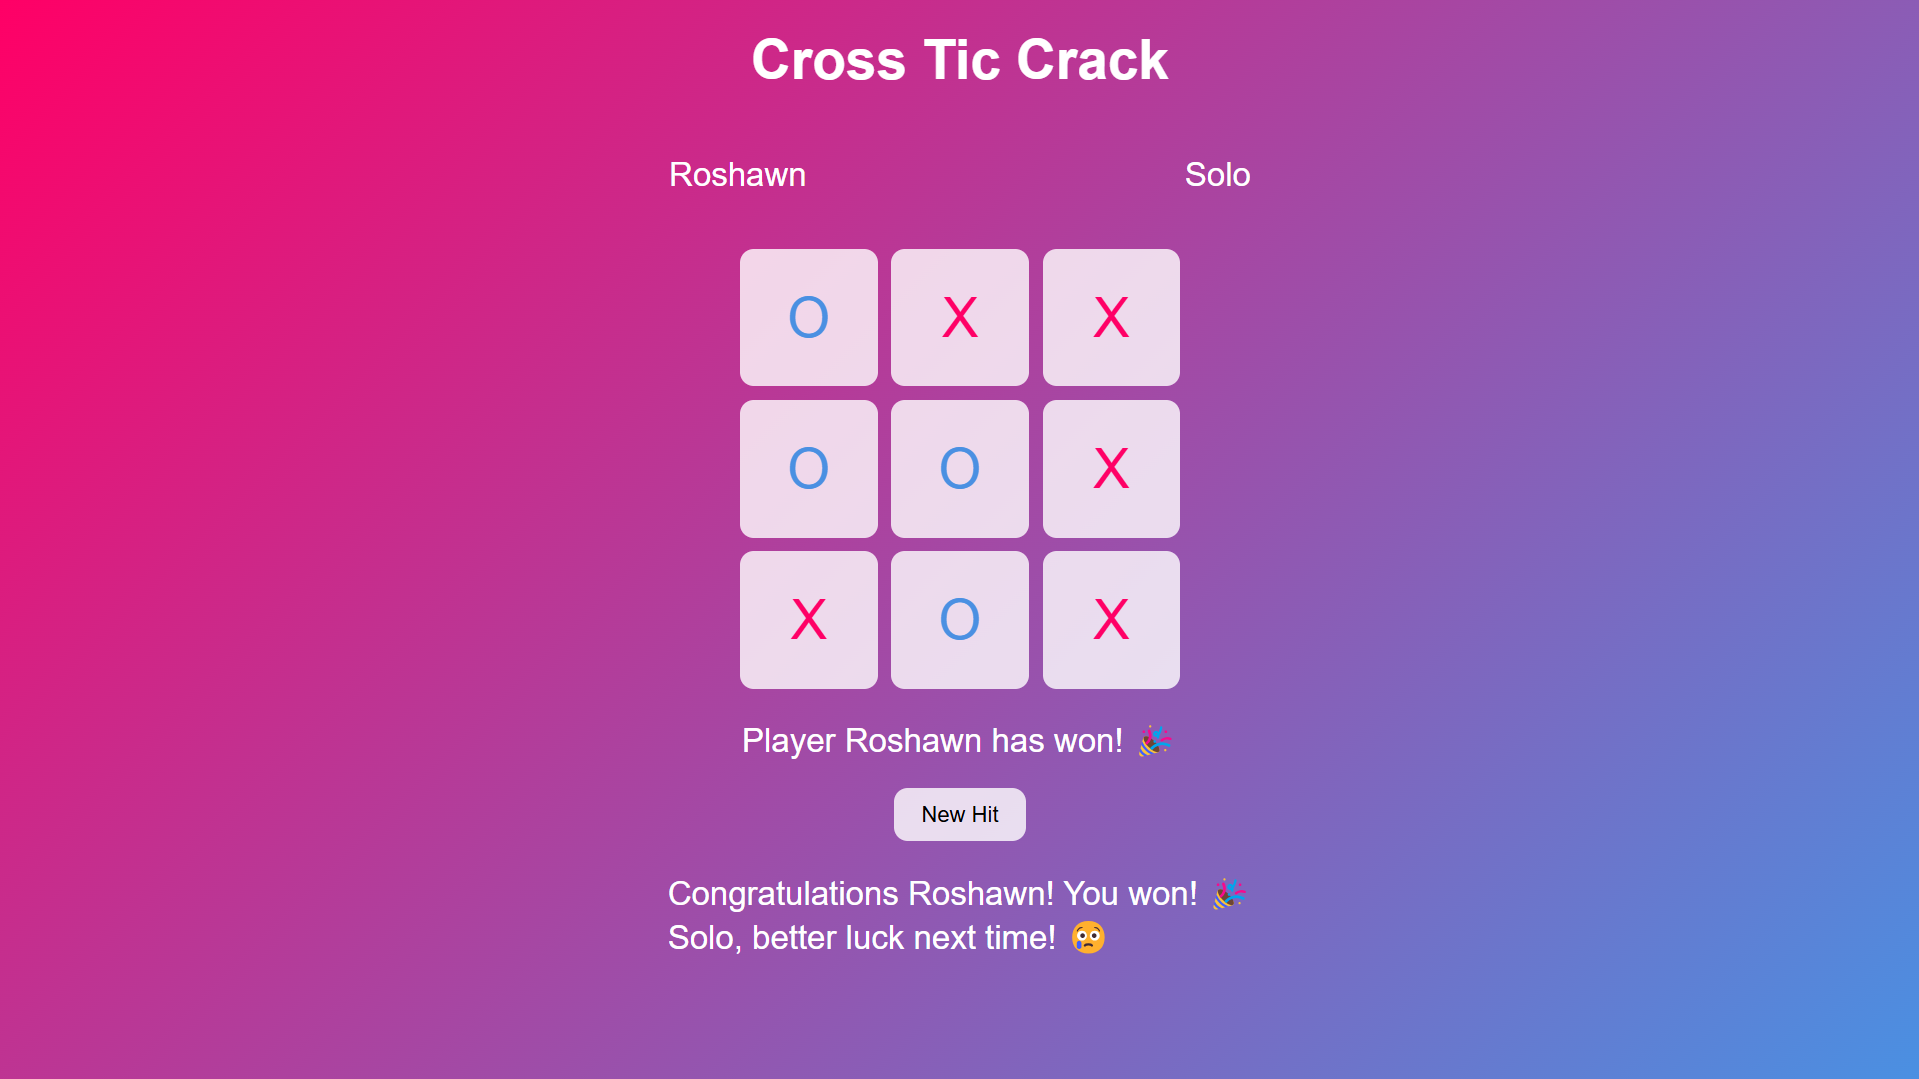 Cross Tic Crack
Roshawn Solo
O X X
O O X
X O X
Player Roshawn has won! 🎉
New Hit
Congratulations Roshawn! You won! 🎉
Solo, better luck next time! 😢